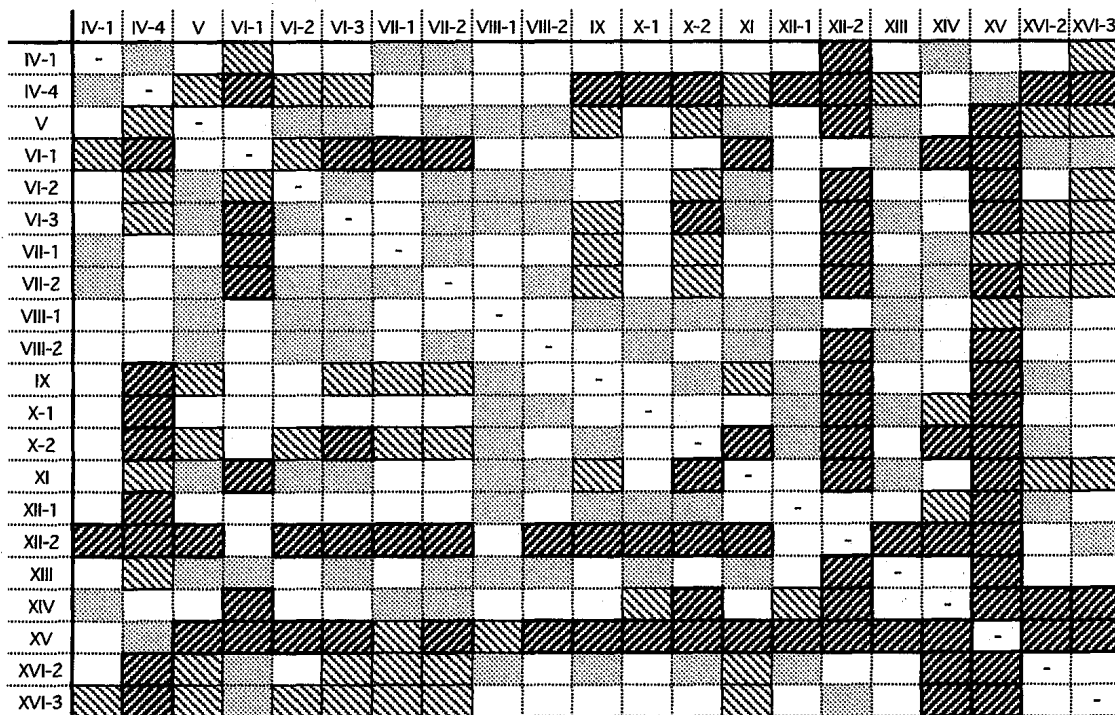 IV-1 IV-4 V VI-1 VI-2 VI-3 VII-1 VII-2 VIII-1 VIII-2 IX X-1 X-2 XI XII-1 XII-2 XIII XIV XV XVI-2 XVI-3
IV-1 -
IV-4 -
V -
VI-1 -
VI-2 -
VI-3 -
VII-1 -
VII-2 -
VIII-1 -
VIII-2 -
IX -
X-1 -
X-2 -
XI -
XII-1 -
XII-2 -
XIII -
XIV -
XV -
XVI-2 -
XVI-3 -